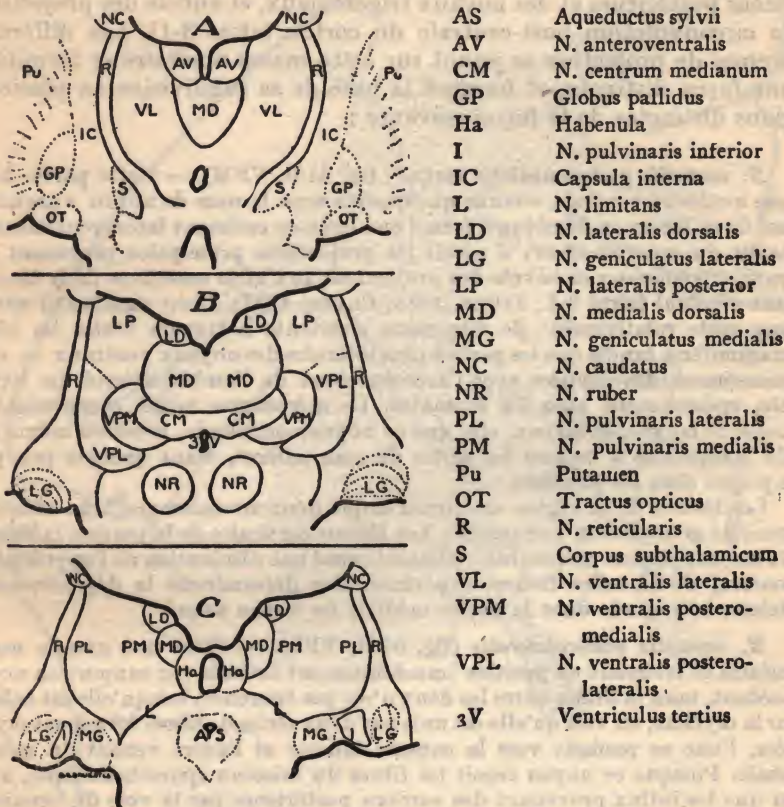 A
NC
NC
AV
AV
R
R
Pu
Pu
VL
MD
VL
IC
IC
GP
GP
S
S
OT
OT
B
LP
LP
LD
LD
R
R
MD
MD
VPL
VPM
CM
CM
VPM
3V
VPL
NR
NR
LG
LG
C
NC
NC
LD
LD
R
PL
PM
MD
MD
PM
PL
R
Ha
Ha
L
L
LG
I
MG
AS
MG
I
LG
AS Aqueductus sylvii
AV N. anteroventralis
CM N. centrum medianum
GP Globus pallidus
Ha Habenula
I N. pulvinaris inferior
IC Capsula interna
L N. limitans
LD N. lateralis dorsalis
LG N. geniculatus lateralis
LP N. lateralis posterior
MD N. medialis dorsalis
MG N. geniculatus medialis
NC N. caudatus
NR N. ruber
PL N. pulvinaris lateralis
PM N. pulvinaris medialis
Pu Putamen
OT Tractus opticus
R N. reticularis
S Corpus subthalamicum
VL N. ventralis lateralis
VPM N. ventralis postero-
medialis
VPL N. ventralis postero-
lateralis
3V Ventriculus tertius